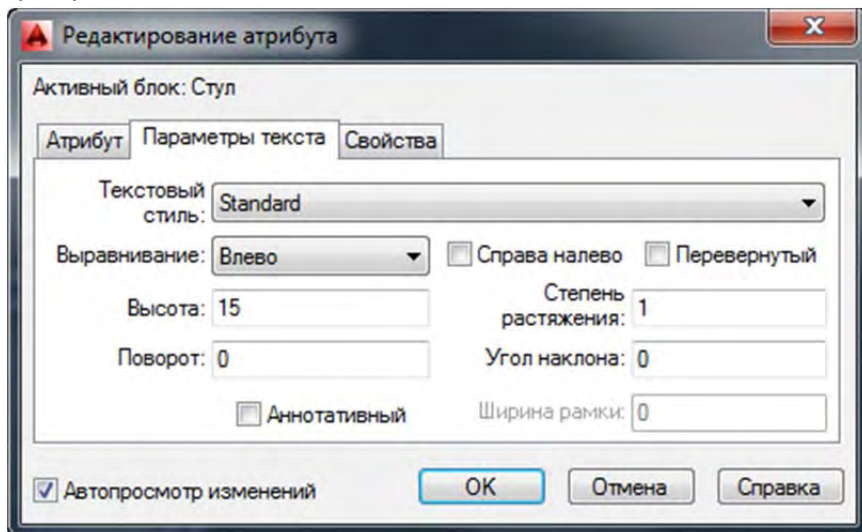 Редактирование атрибута
Активный блок: Стул
Атрибут Параметры текста Свойства
Текстовый стиль: Standard
Выравнивание: Влево Справа налево Перевернутый
Высота: 15 Степень растяжения: 1
Поворот: 0 Угол наклона: 0
Аннотативный Ширина рамки: 0
Автопросмотр изменений OK Отмена Справка